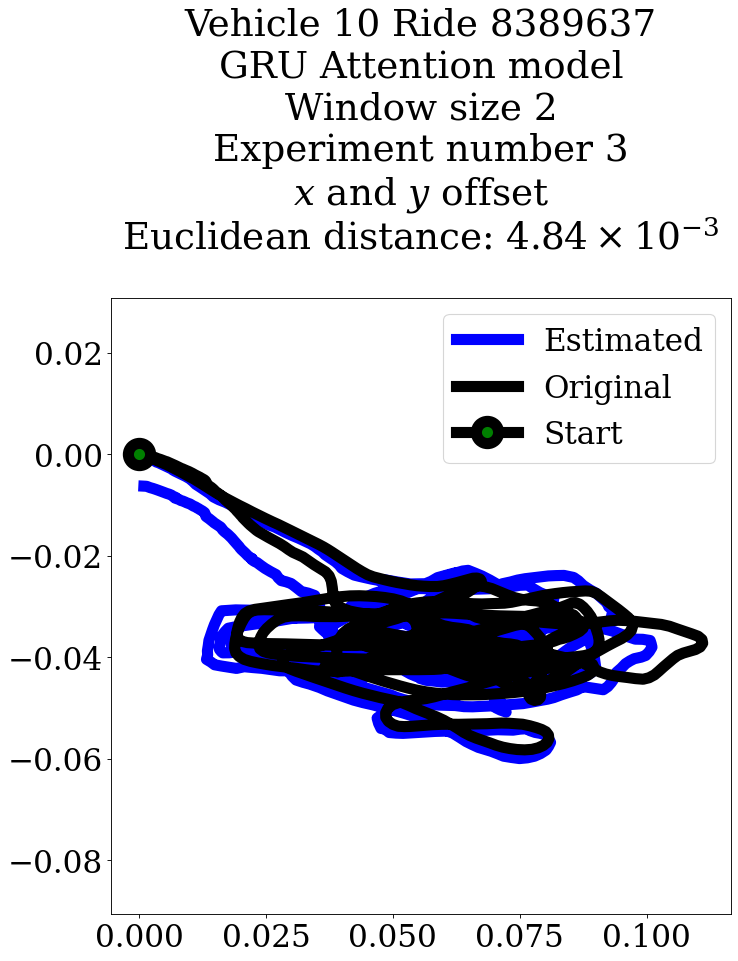 Vehicle 10 Ride 8389637
GRU Attention model
Window size 2
Experiment number 3
x and y offset
Euclidean distance: 4.84 × 10⁻³
Estimated
Original
Start
0.02
0.00
−0.02
−0.04
−0.06
−0.08
0.000 0.025 0.050 0.075 0.100